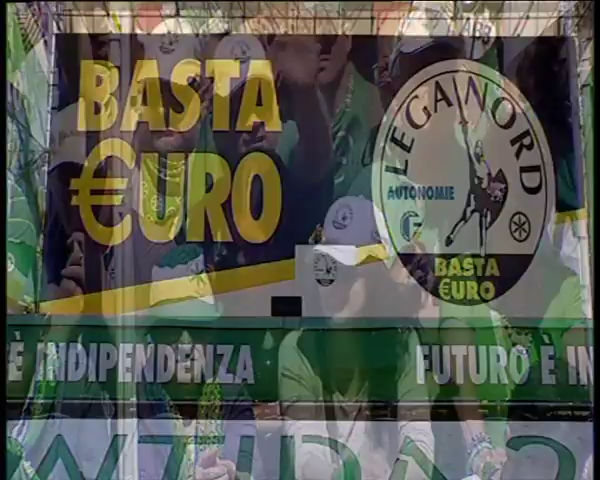 BASTA
€URO
LEGA NORD
AUTONOMIE
BASTA
€URO
È INDIPENDENZA
FUTURO È IN